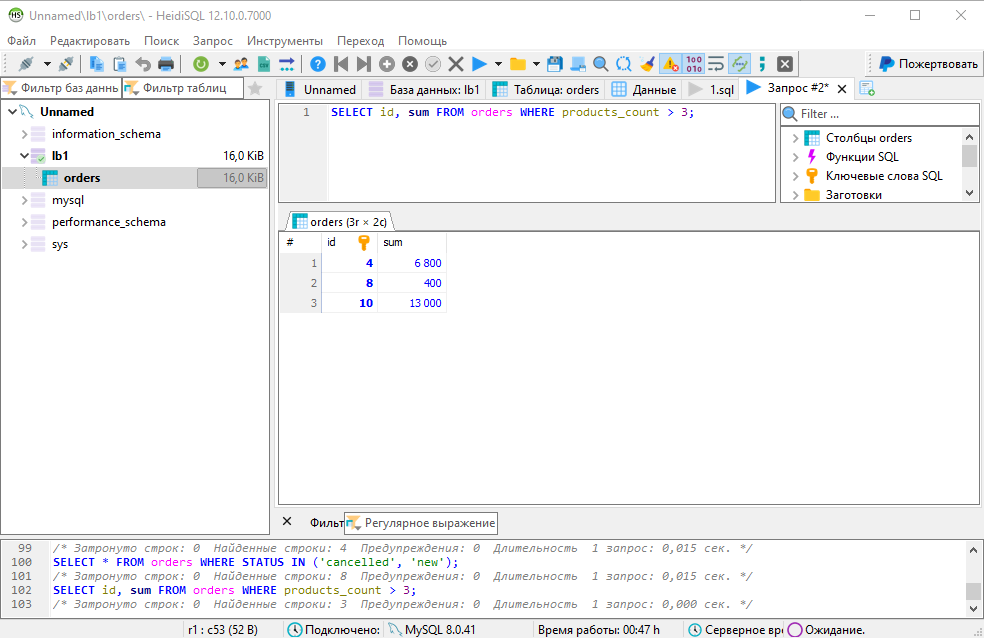 Unnamed\lb1\orders\ - HeidiSQL 12.10.0.7000
Файл Редактировать Поиск Запрос Инструменты Переход Помощь
Пожертвовать
Фильтр баз данн Фильтр таблиц
Unnamed База данных: lb1 Таблица: orders Данные 1.sql Запрос #2*
Unnamed
information_schema
lb1 16,0 KiB
orders 16,0 KiB
mysql
performance_schema
sys
1 SELECT id, sum FROM orders WHERE products_count > 3;
Filter ...
Столбцы orders
Функции SQL
Ключевые слова SQL
Заготовки
orders (3r × 2c)
# id sum
1 4 6 800
2 8 400
3 10 13 000
Фильт Регулярное выражение
99 /* Затронуто строк: 0 Найденные строки: 4 Предупреждения: 0 Длительность 1 запрос: 0,015 сек. */
100 SELECT * FROM orders WHERE STATUS IN ('cancelled', 'new');
101 /* Затронуто строк: 0 Найденные строки: 8 Предупреждения: 0 Длительность 1 запрос: 0,015 сек. */
102 SELECT id, sum FROM orders WHERE products_count > 3;
103 /* Затронуто строк: 0 Найденные строки: 3 Предупреждения: 0 Длительность 1 запрос: 0,000 сек. */
r1 : c53 (52 B) Подключено: MySQL 8.0.41 Время работы: 00:47 h Серверное вре Ожидание.